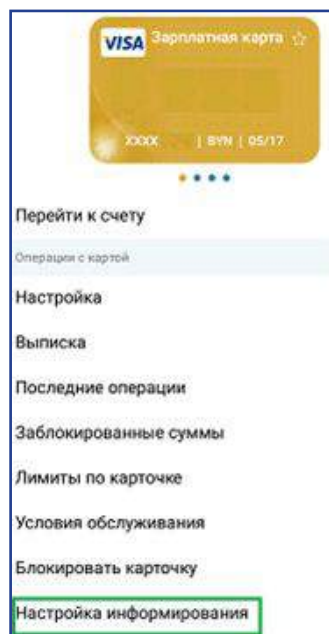 VISA Зарплатная карта
XXXX | BYN | 05/17
Перейти к счету
Операции с картой
Настройка
Выписка
Последние операции
Заблокированные суммы
Лимиты по карточке
Условия обслуживания
Блокировать карточку
Настройка информирования